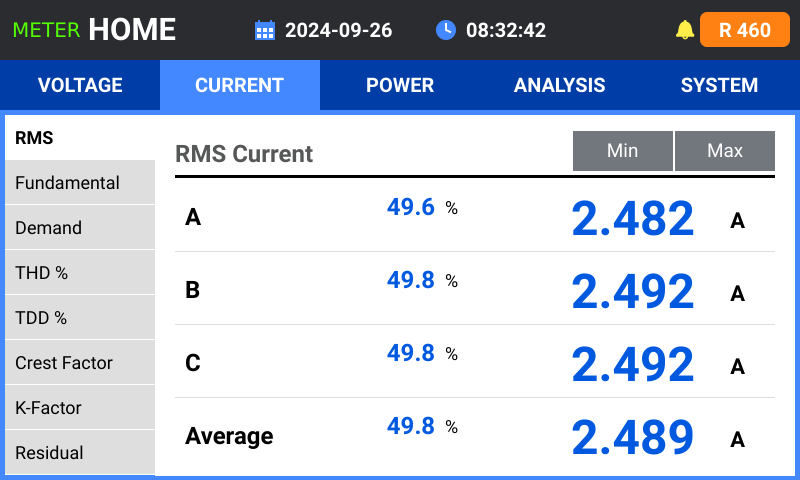 METER HOME 2024-09-26 08:32:42 R 460
VOLTAGE CURRENT POWER ANALYSIS SYSTEM
RMS
Fundamental
Demand
THD %
TDD %
Crest Factor
K-Factor
Residual
RMS Current Min Max
A 49.6 % 2.482 A
B 49.8 % 2.492 A
C 49.8 % 2.492 A
Average 49.8 % 2.489 A